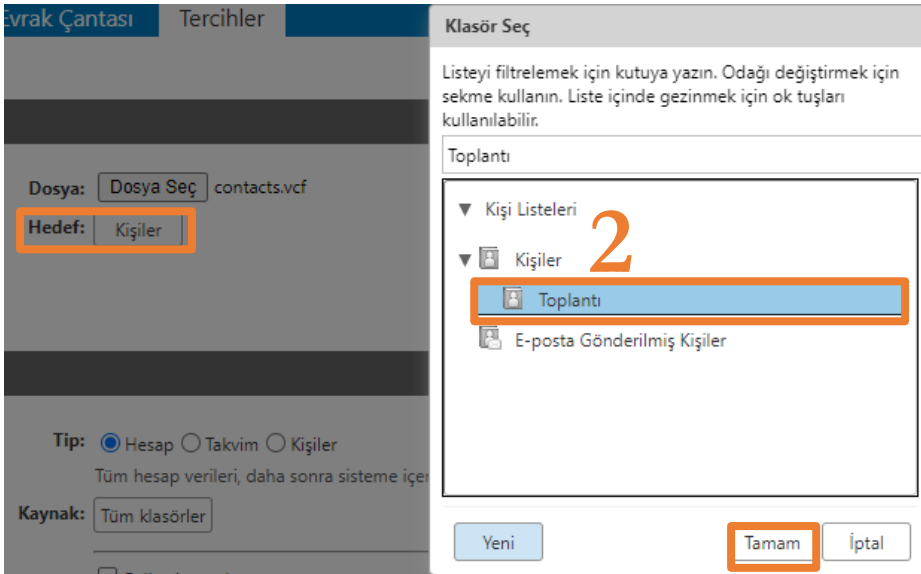 Evrak Çantası Tercihler
Dosya: Dosya Seç contacts.vcf
Hedef: Kişiler
Tip: Hesap Takvim Kişiler
Tüm hesap verileri, daha sonra sisteme
Kaynak: Tüm klasörler
Klasör Seç
Listeyi filtrelemek için kutuya yazın. Odağı değiştirmek için
sekme kullanın. Liste içinde gezinmek için ok tuşları
kullanılabilir.
Toplantı
Kişi Listeleri
2
Kişiler
Toplantı
E-posta Gönderilmiş Kişiler
Yeni Tamam İptal